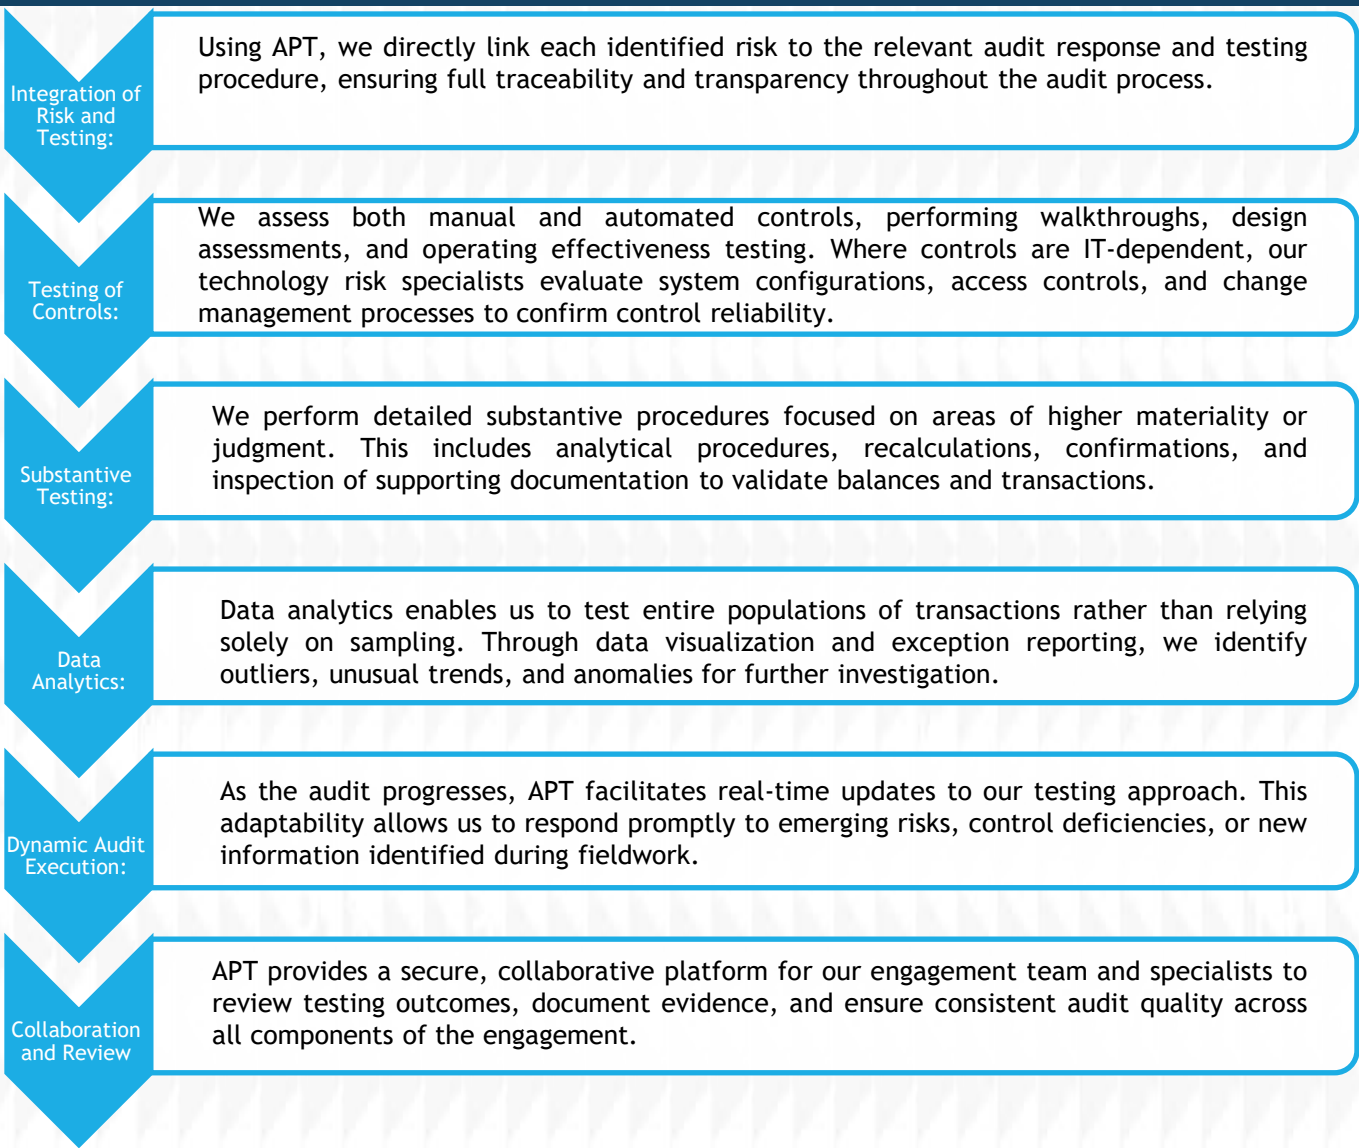 Integration of
Risk and
Testing:
Using APT, we directly link each identified risk to the relevant audit response and testing
procedure, ensuring full traceability and transparency throughout the audit process.
Testing of
Controls:
We assess both manual and automated controls, performing walkthroughs, design
assessments, and operating effectiveness testing. Where controls are IT-dependent, our
technology risk specialists evaluate system configurations, access controls, and change
management processes to confirm control reliability.
Substantive
Testing:
We perform detailed substantive procedures focused on areas of higher materiality or
judgment. This includes analytical procedures, recalculations, confirmations, and
inspection of supporting documentation to validate balances and transactions.
Data
Analytics:
Data analytics enables us to test entire populations of transactions rather than relying
solely on sampling. Through data visualization and exception reporting, we identify
outliers, unusual trends, and anomalies for further investigation.
Dynamic Audit
Execution:
As the audit progresses, APT facilitates real-time updates to our testing approach. This
adaptability allows us to respond promptly to emerging risks, control deficiencies, or new
information identified during fieldwork.
Collaboration
and Review
APT provides a secure, collaborative platform for our engagement team and specialists to
review testing outcomes, document evidence, and ensure consistent audit quality across
all components of the engagement.